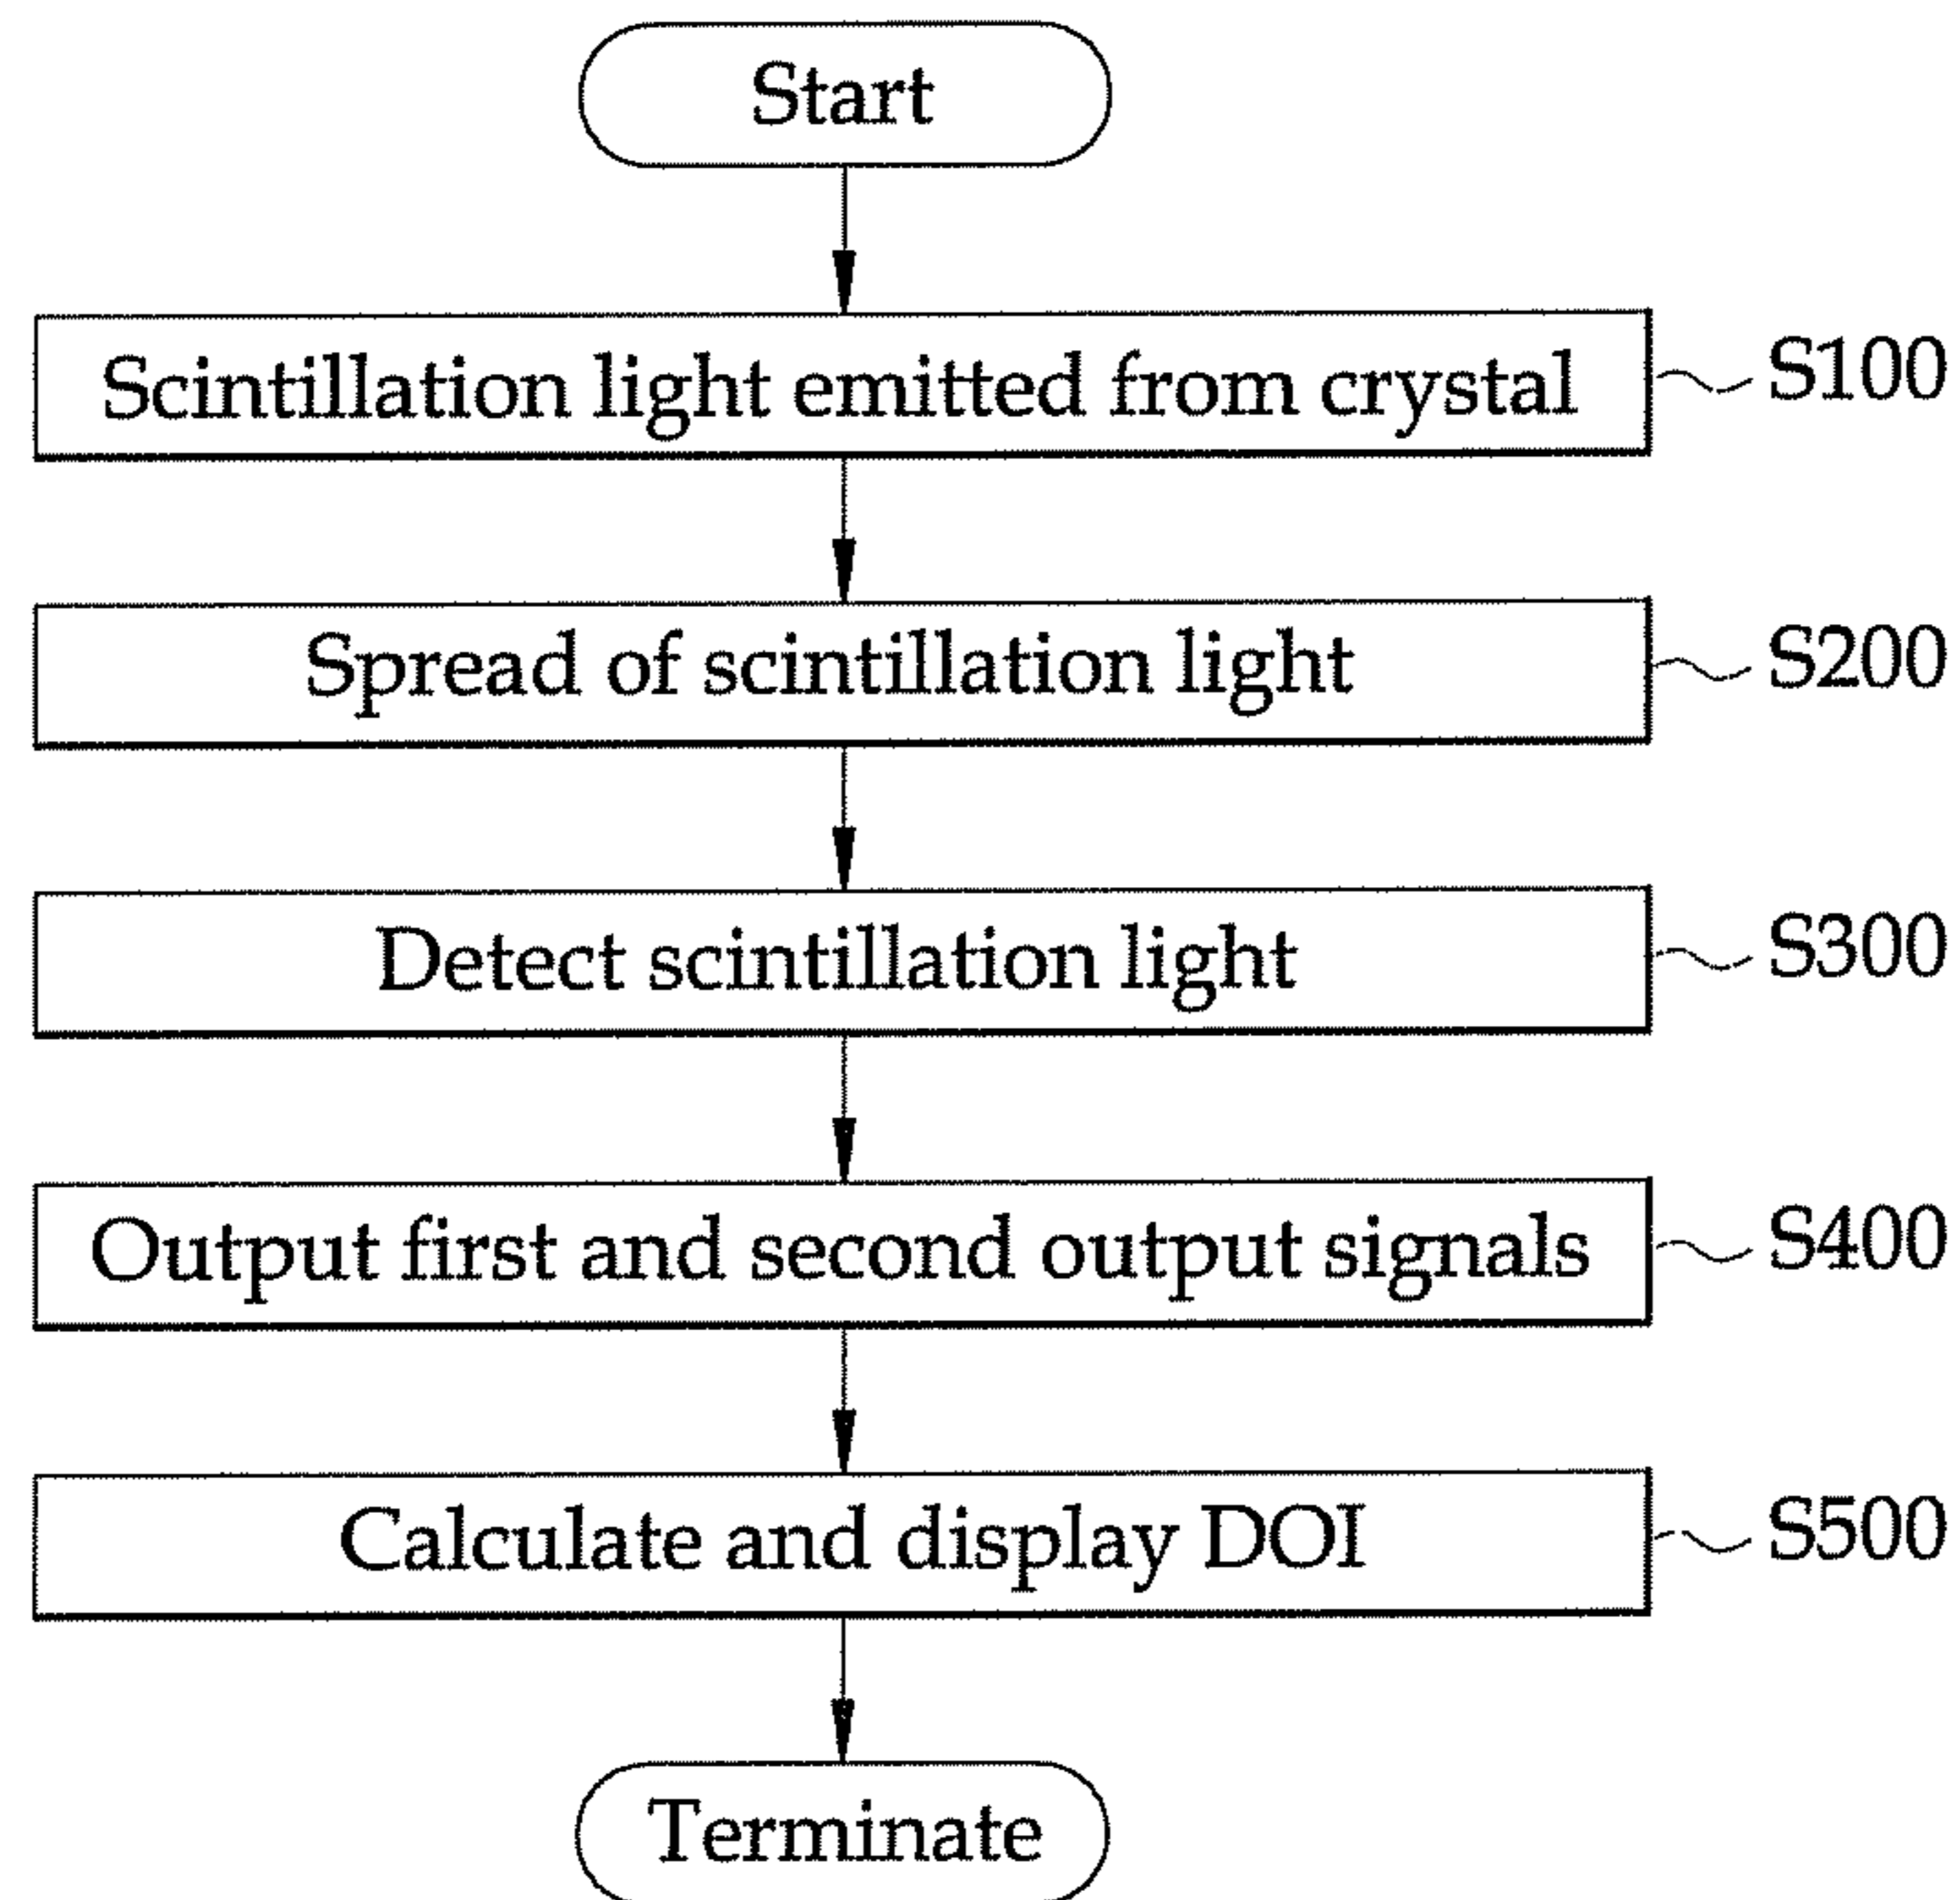 Start
Scintillation light emitted from crystal S100
Spread of scintillation light S200
Detect scintillation light S300
Output first and second output signals S400
Calculate and display DOI S500
Terminate